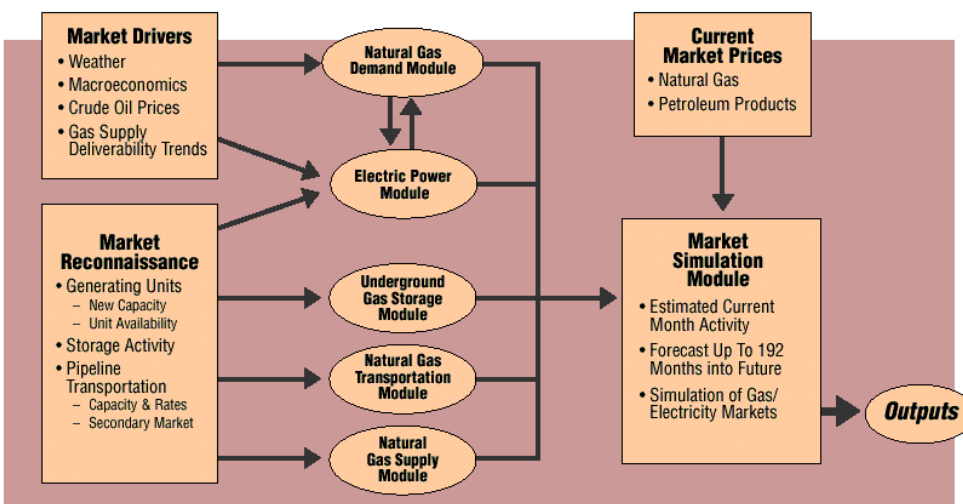 Market Drivers
• Weather
• Macroeconomics
• Crude Oil Prices
• Gas Supply
Deliverability Trends
Market
Reconnaissance
• Generating Units
– New Capacity
– Unit Availability
• Storage Activity
• Pipeline
Transportation
– Capacity & Rates
– Secondary Market
Natural Gas
Demand Module
Electric Power
Module
Underground
Gas Storage
Module
Natural Gas
Transportation
Module
Natural
Gas Supply
Module
Current
Market Prices
• Natural Gas
• Petroleum Products
Market
Simulation
Module
• Estimated Current
Month Activity
• Forecast Up To 192
Months into Future
• Simulation of Gas/
Electricity Markets
Outputs